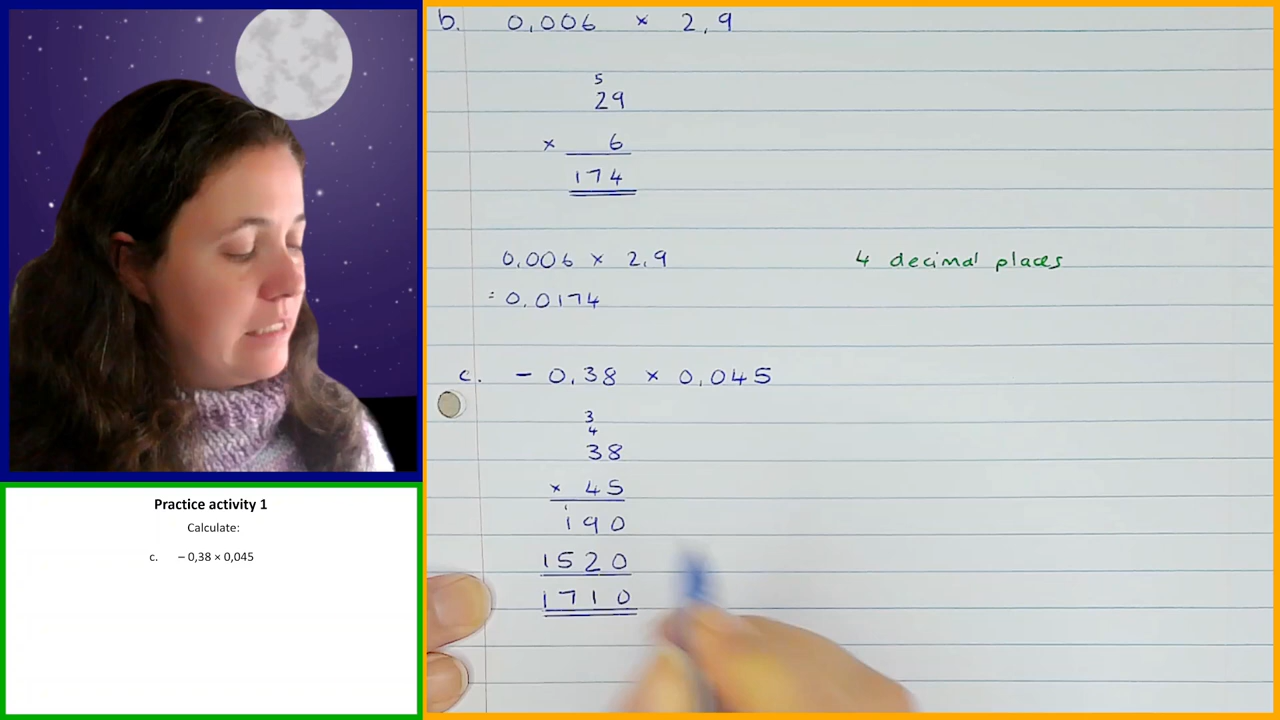 b. 0,006 × 2,9
5
29
× 6
174
0,006 × 2,9 4 decimal places
= 0,0174
c. – 0,38 × 0,045
3
4
38
× 45
1
190
1520
1710
Practice activity 1
Calculate:
c. – 0,38 × 0,045